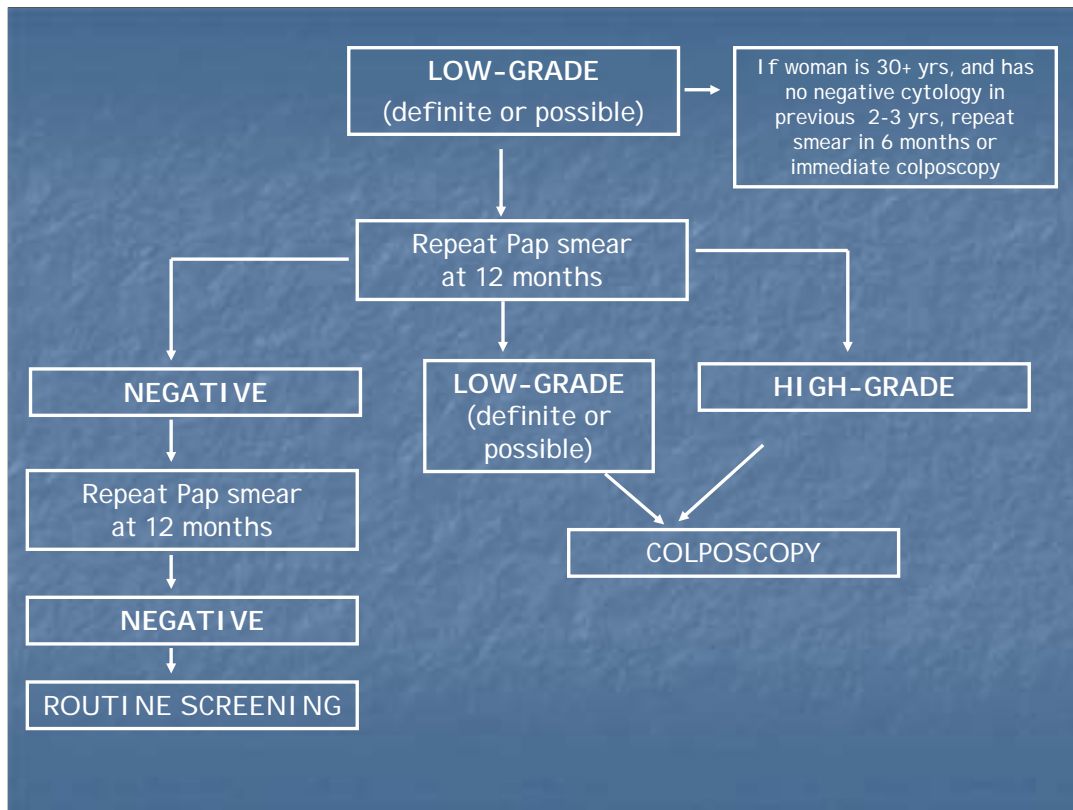 LOW-GRADE
(definite or possible)
If woman is 30+ yrs, and has
no negative cytology in
previous 2-3 yrs, repeat
smear in 6 months or
immediate colposcopy
Repeat Pap smear
at 12 months
NEGATIVE
LOW-GRADE
(definite or
possible)
HIGH-GRADE
Repeat Pap smear
at 12 months
COLPOSCOPY
NEGATIVE
ROUTINE SCREENING